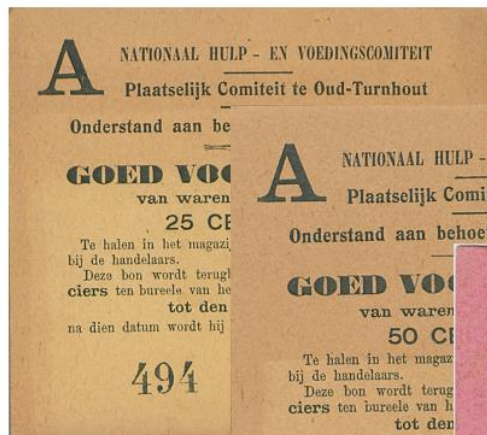 A NATIONAAL HULP - EN VOEDINGSCOMITEIT
Plaatselijk Comiteit te Oud-Turnhout
Onderstand aan be
GOED VOO
van waren
25 CE
Te halen in het magazi
bij de handelaars.
Deze bon wordt terug
ciers ten bureele van he
tot den
na dien datum wordt hij
494
A NATIONAAL HULP -
Plaatselijk Comi
Onderstand aan behoe
GOED VO
van waren
50 CE
Te halen in het magaz
bij de handelaars.
Deze bon wordt terug
ciers ten bureele van h
tot den